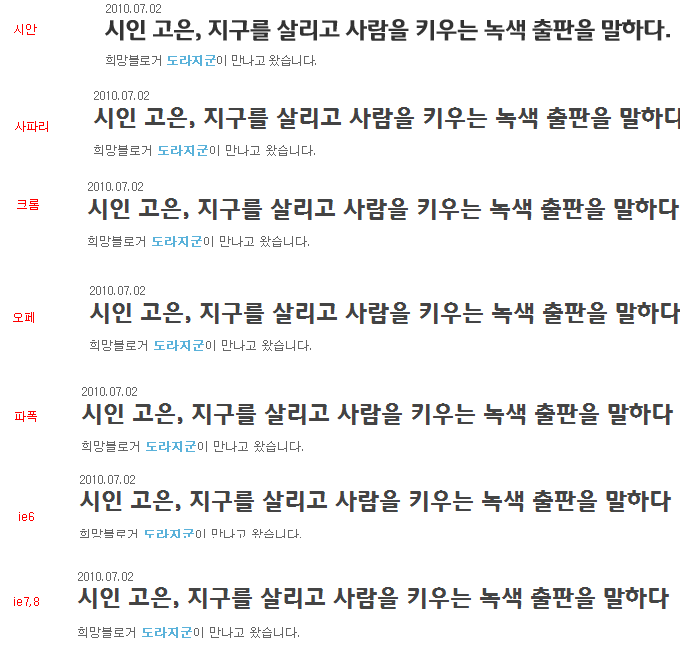 2010.07.02
시안
시인 고은, 지구를 살리고 사람을 키우는 녹색 출판을 말하다.
희망블로거 도라지군이 만나고 왔습니다.
2010.07.02
사파리
시인 고은, 지구를 살리고 사람을 키우는 녹색 출판을 말하다
희망블로거 도라지군이 만나고 왔습니다.
2010.07.02
크롬
시인 고은, 지구를 살리고 사람을 키우는 녹색 출판을 말하다
희망블로거 도라지군이 만나고 왔습니다.
2010.07.02
오페
시인 고은, 지구를 살리고 사람을 키우는 녹색 출판을 말하다
희망블로거 도라지군이 만나고 왔습니다.
2010.07.02
파폭
시인 고은, 지구를 살리고 사람을 키우는 녹색 출판을 말하다
희망블로거 도라지군이 만나고 왔습니다.
2010.07.02
시인 고은, 지구를 살리고 사람을 키우는 녹색 출판을 말하다
ie6
희망블로거 도라지군이 만나고 왔습니다.
2010.07.02
ie7,8
시인 고은, 지구를 살리고 사람을 키우는 녹색 출판을 말하다
희망블로거 도라지군이 만나고 왔습니다.